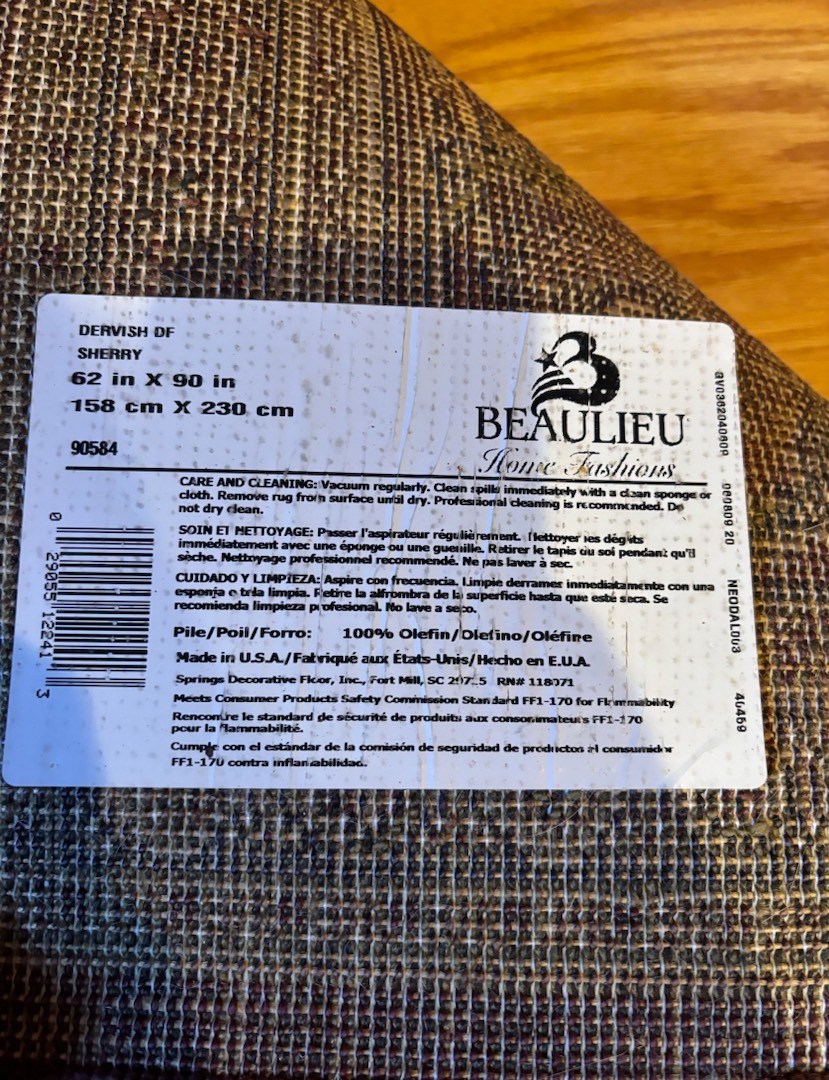 DERVISH DF
SHERRY
62 in X 90 in
158 cm X 230 cm
90584
BEAULIEU
Home Fashions
CARE AND CLEANING: Vacuum regularly. Clean spills immediately with a clean sponge or
cloth. Remove rug from surface until dry. Professional cleaning is recommended. Do
not dry clean.
SOIN ET NETTOYAGE: Passer l'aspirateur régulièrement. Nettoyer les dégâts
immédiatement avec une éponge ou une guenille. Retirer le tapis du sol pendant qu'il
sèche. Nettoyage professionnel recommendé. Ne pas laver à sec.
CUIDADO Y LIMPIEZA: Aspire con frecuencia. Limpie derramer inmediatamente con una
esponja o tela limpia. Retire la alfrombra de la superficie hasta que esté seca. Se
recomienda limpieza profesional. No lave a seco.
Pile/Poil/Forro: 100% Olefin/Olefino/Oléfine
Made in U.S.A./Fabriqué aux États-Unis/Hecho en E.U.A.
Springs Decorative Floor, Inc., Fort Mill, SC RN# 118071
Meets Consumer Products Safety Commission Standard FF1-170 for Flammability
Rencontre le standard de sécurité de produits aux consommateurs FF1-170
pour la flammabilité.
Cumple con el estándar de la comisión de seguridad de productos al consumidor
FF1-170 contra inflamabilidad.
0 29055 12241 3
080809 20
NEODAL003